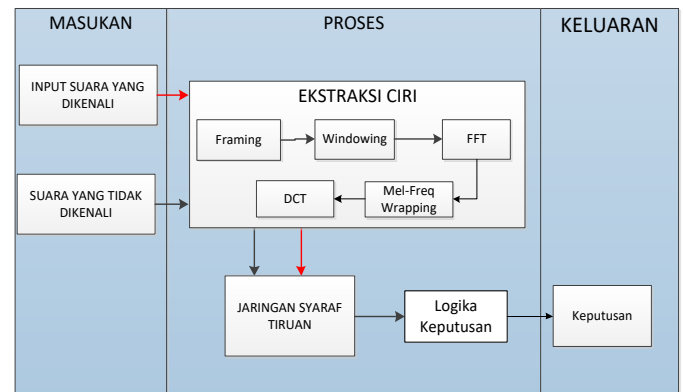 MASUKAN
PROSES
KELUARAN
INPUT SUARA YANG
DIKENALI
EKSTRAKSI CIRI
Framing
Windowing
FFT
SUARA YANG TIDAK
DIKENALI
DCT
Mel-Freq
Wrapping
JARINGAN SYARAF
TIRUAN
Logika
Keputusan
Keputusan